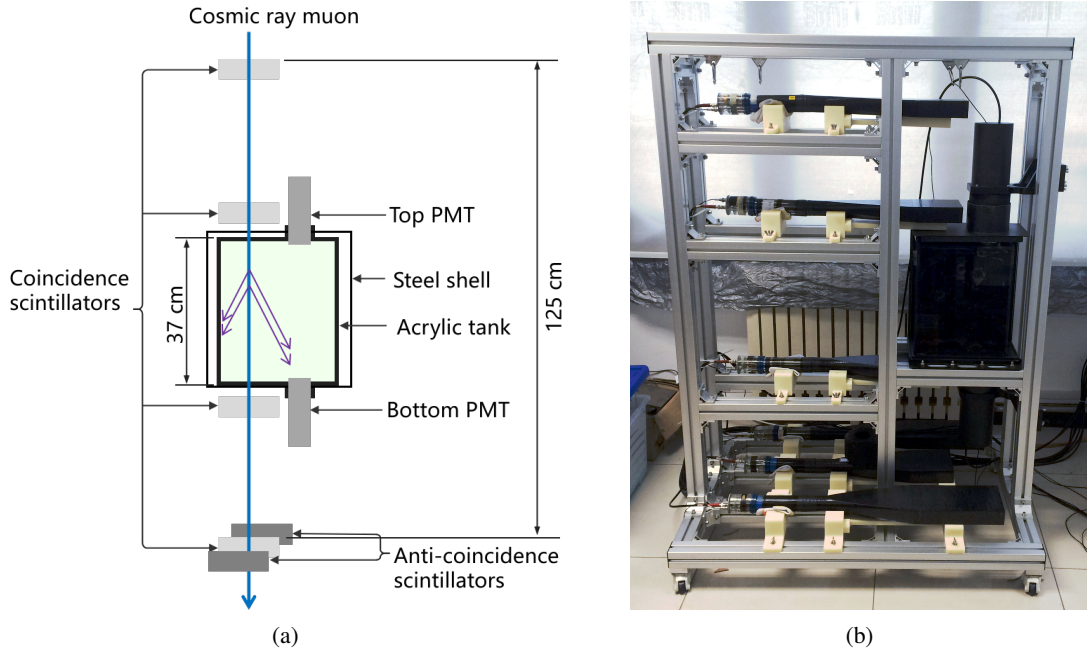 Cosmic ray muon
Top PMT
Coincidence
scintillators
37 cm
Steel shell
125 cm
Acrylic tank
Bottom PMT
Anti-coincidence
scintillators
(a)
(b)